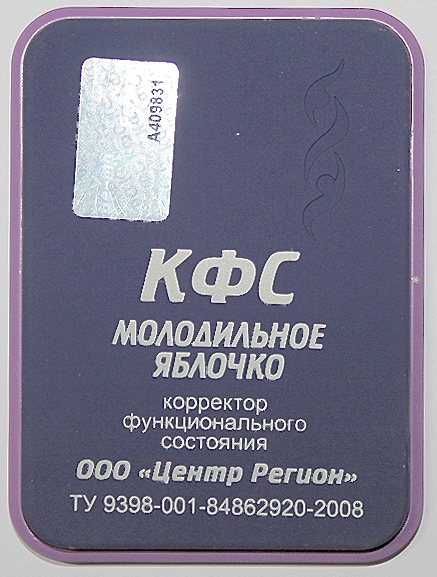 A409831
КФС
МОЛОДИЛЬНОЕ
ЯБЛОЧКО
корректор
функционального
состояния
ООО «Центр Регион»
ТУ 9398-001-84862920-2008